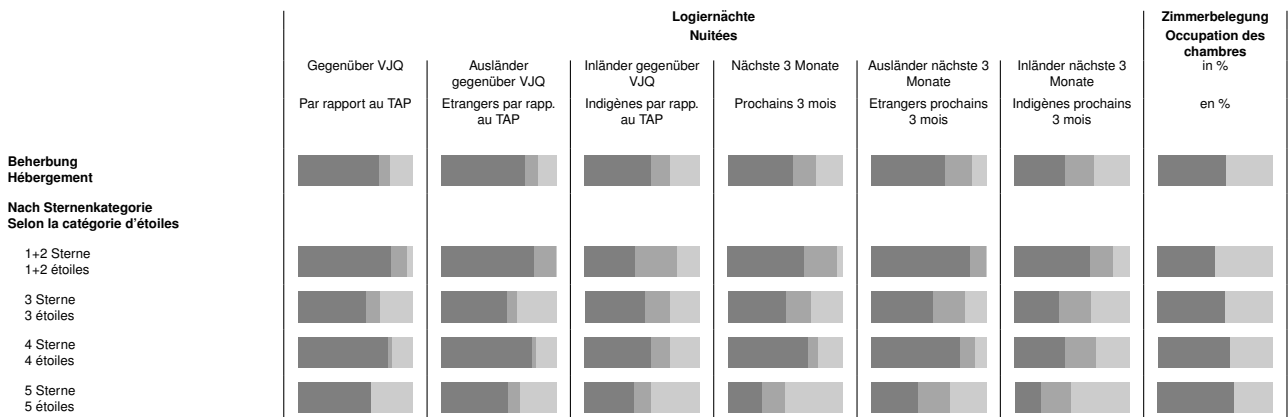 Logiernächte
Nuitées
Zimmerbelegung
Occupation des
chambres
Gegenüber VJQ
Ausländer
gegenüber VJQ
Inländer gegenüber
VJQ
Nächste 3 Monate
Ausländer nächste 3
Monate
Inländer nächste 3
Monate
in %
Par rapport au TAP
Etrangers par rapp.
au TAP
Indigènes par rapp.
au TAP
Prochains 3 mois
Etrangers prochains
3 mois
Indigènes prochains
3 mois
en %
Beherbung
Hébergement
Nach Sternenkategorie
Selon la catégorie d'étoiles
1+2 Sterne
1+2 étoiles
3 Sterne
3 étoiles
4 Sterne
4 étoiles
5 Sterne
5 étoiles